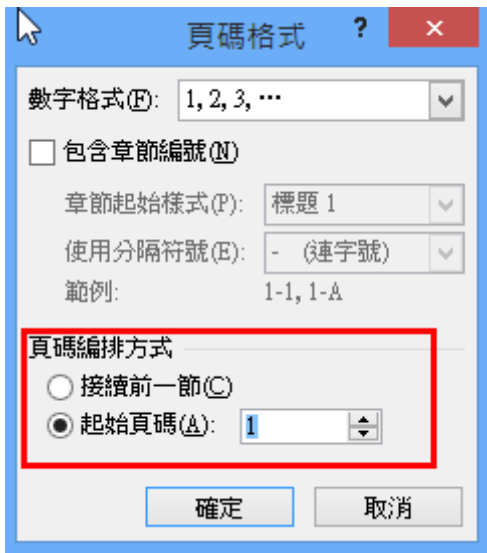 頁碼格式 ? ×
數字格式(F): 1, 2, 3, …
包含章節編號(N)
章節起始樣式(P): 標題 1
使用分隔符號(E): - (連字號)
範例: 1-1, 1-A
頁碼編排方式
接續前一節(C)
起始頁碼(A): 1
確定 取消